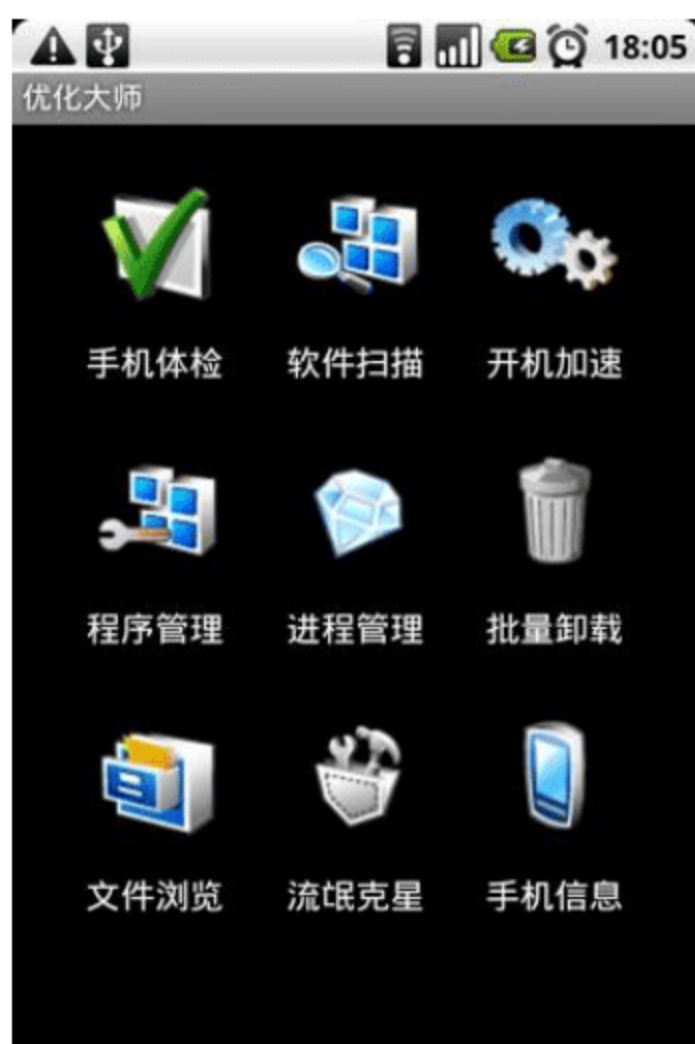 18:05
优化大师
手机体检 软件扫描 开机加速
程序管理 进程管理 批量卸载
文件浏览 流氓克星 手机信息